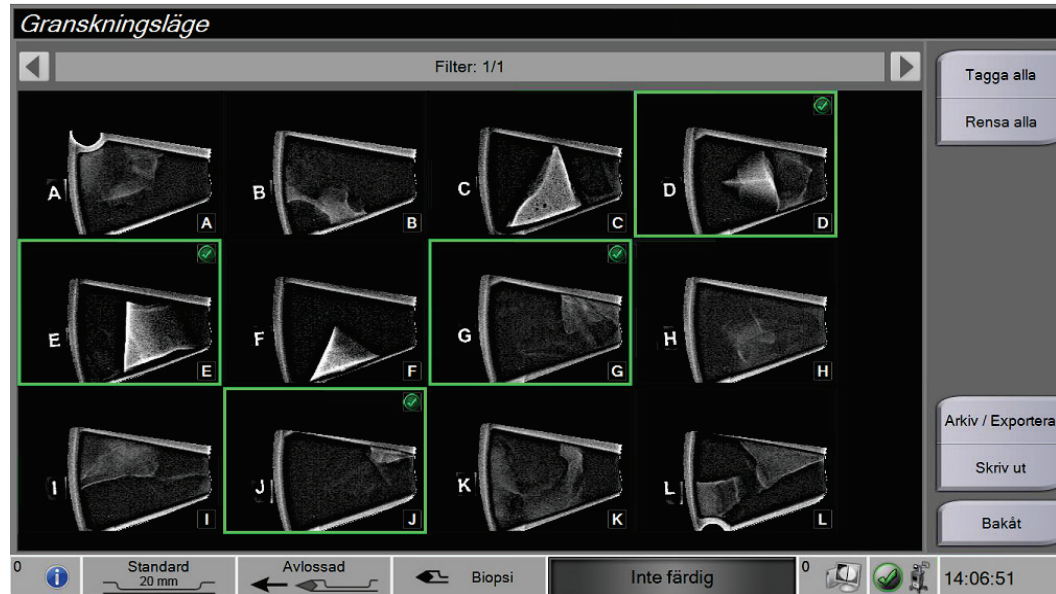 Granskningsläge
Filter: 1/1
Tagga alla
Rensa alla
A A
B B
C C
D D
E E
F F
G G
H H
I I
J J
K K
L L
Arkiv / Exportera
Skriv ut
Bakåt
0 i
Standard
20 mm
Avlossad
Biopsi
Inte färdig
0
14:06:51